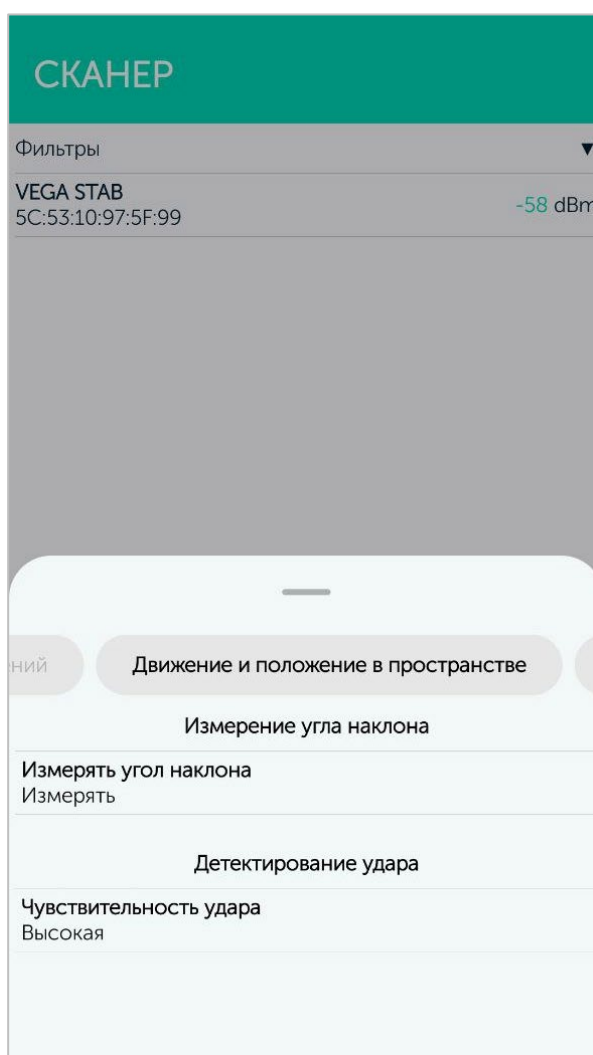 СКАНЕР
Фильтры
VEGA STAB
5C:53:10:97:5F:99
-58 dBm
ний Движение и положение в пространстве
Измерение угла наклона
Измерять угол наклона
Измерять
Детектирование удара
Чувствительность удара
Высокая